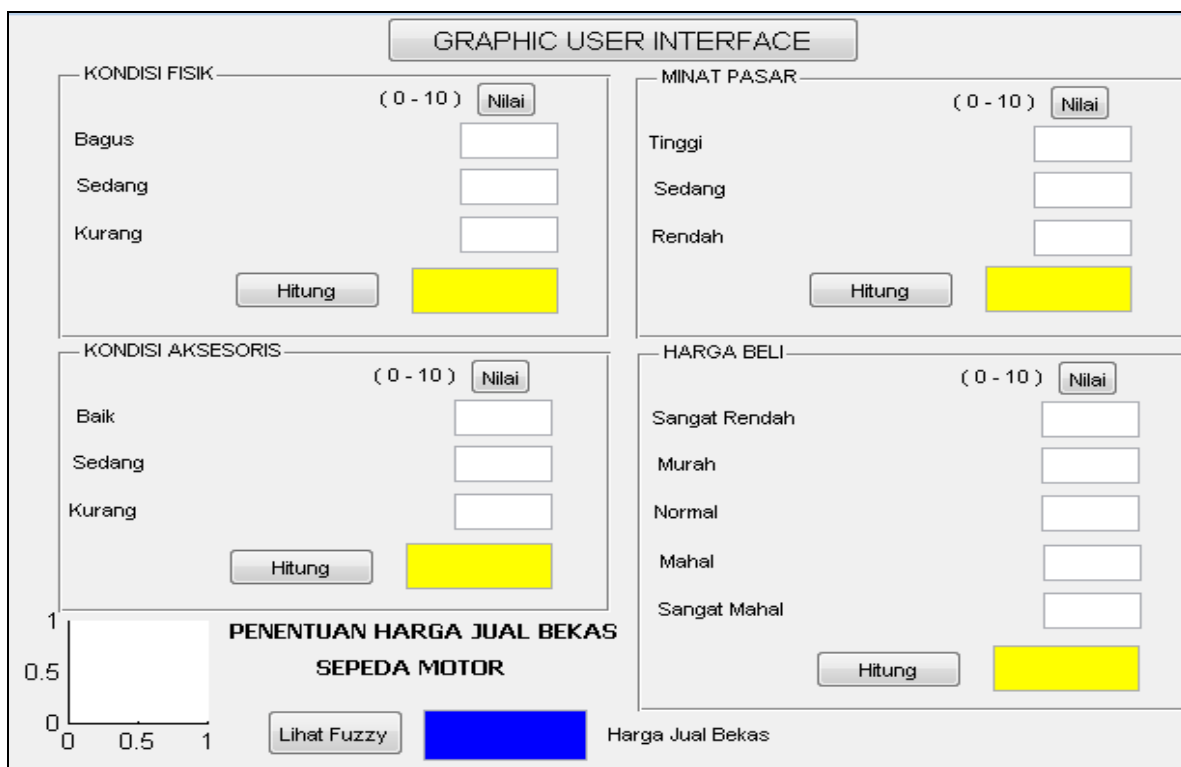 GRAPHIC USER INTERFACE
KONDISI FISIK
( 0 - 10 ) Nilai
Bagus
Sedang
Kurang
Hitung
MINAT PASAR
( 0 - 10 ) Nilai
Tinggi
Sedang
Rendah
Hitung
KONDISI AKSESORIS
( 0 - 10 ) Nilai
Baik
Sedang
Kurang
Hitung
HARGA BELI
( 0 - 10 ) Nilai
Sangat Rendah
Murah
Normal
Mahal
Sangat Mahal
Hitung
1
0.5
0
0 0.5 1
PENENTUAN HARGA JUAL BEKAS
SEPEDA MOTOR
Lihat Fuzzy
Harga Jual Bekas